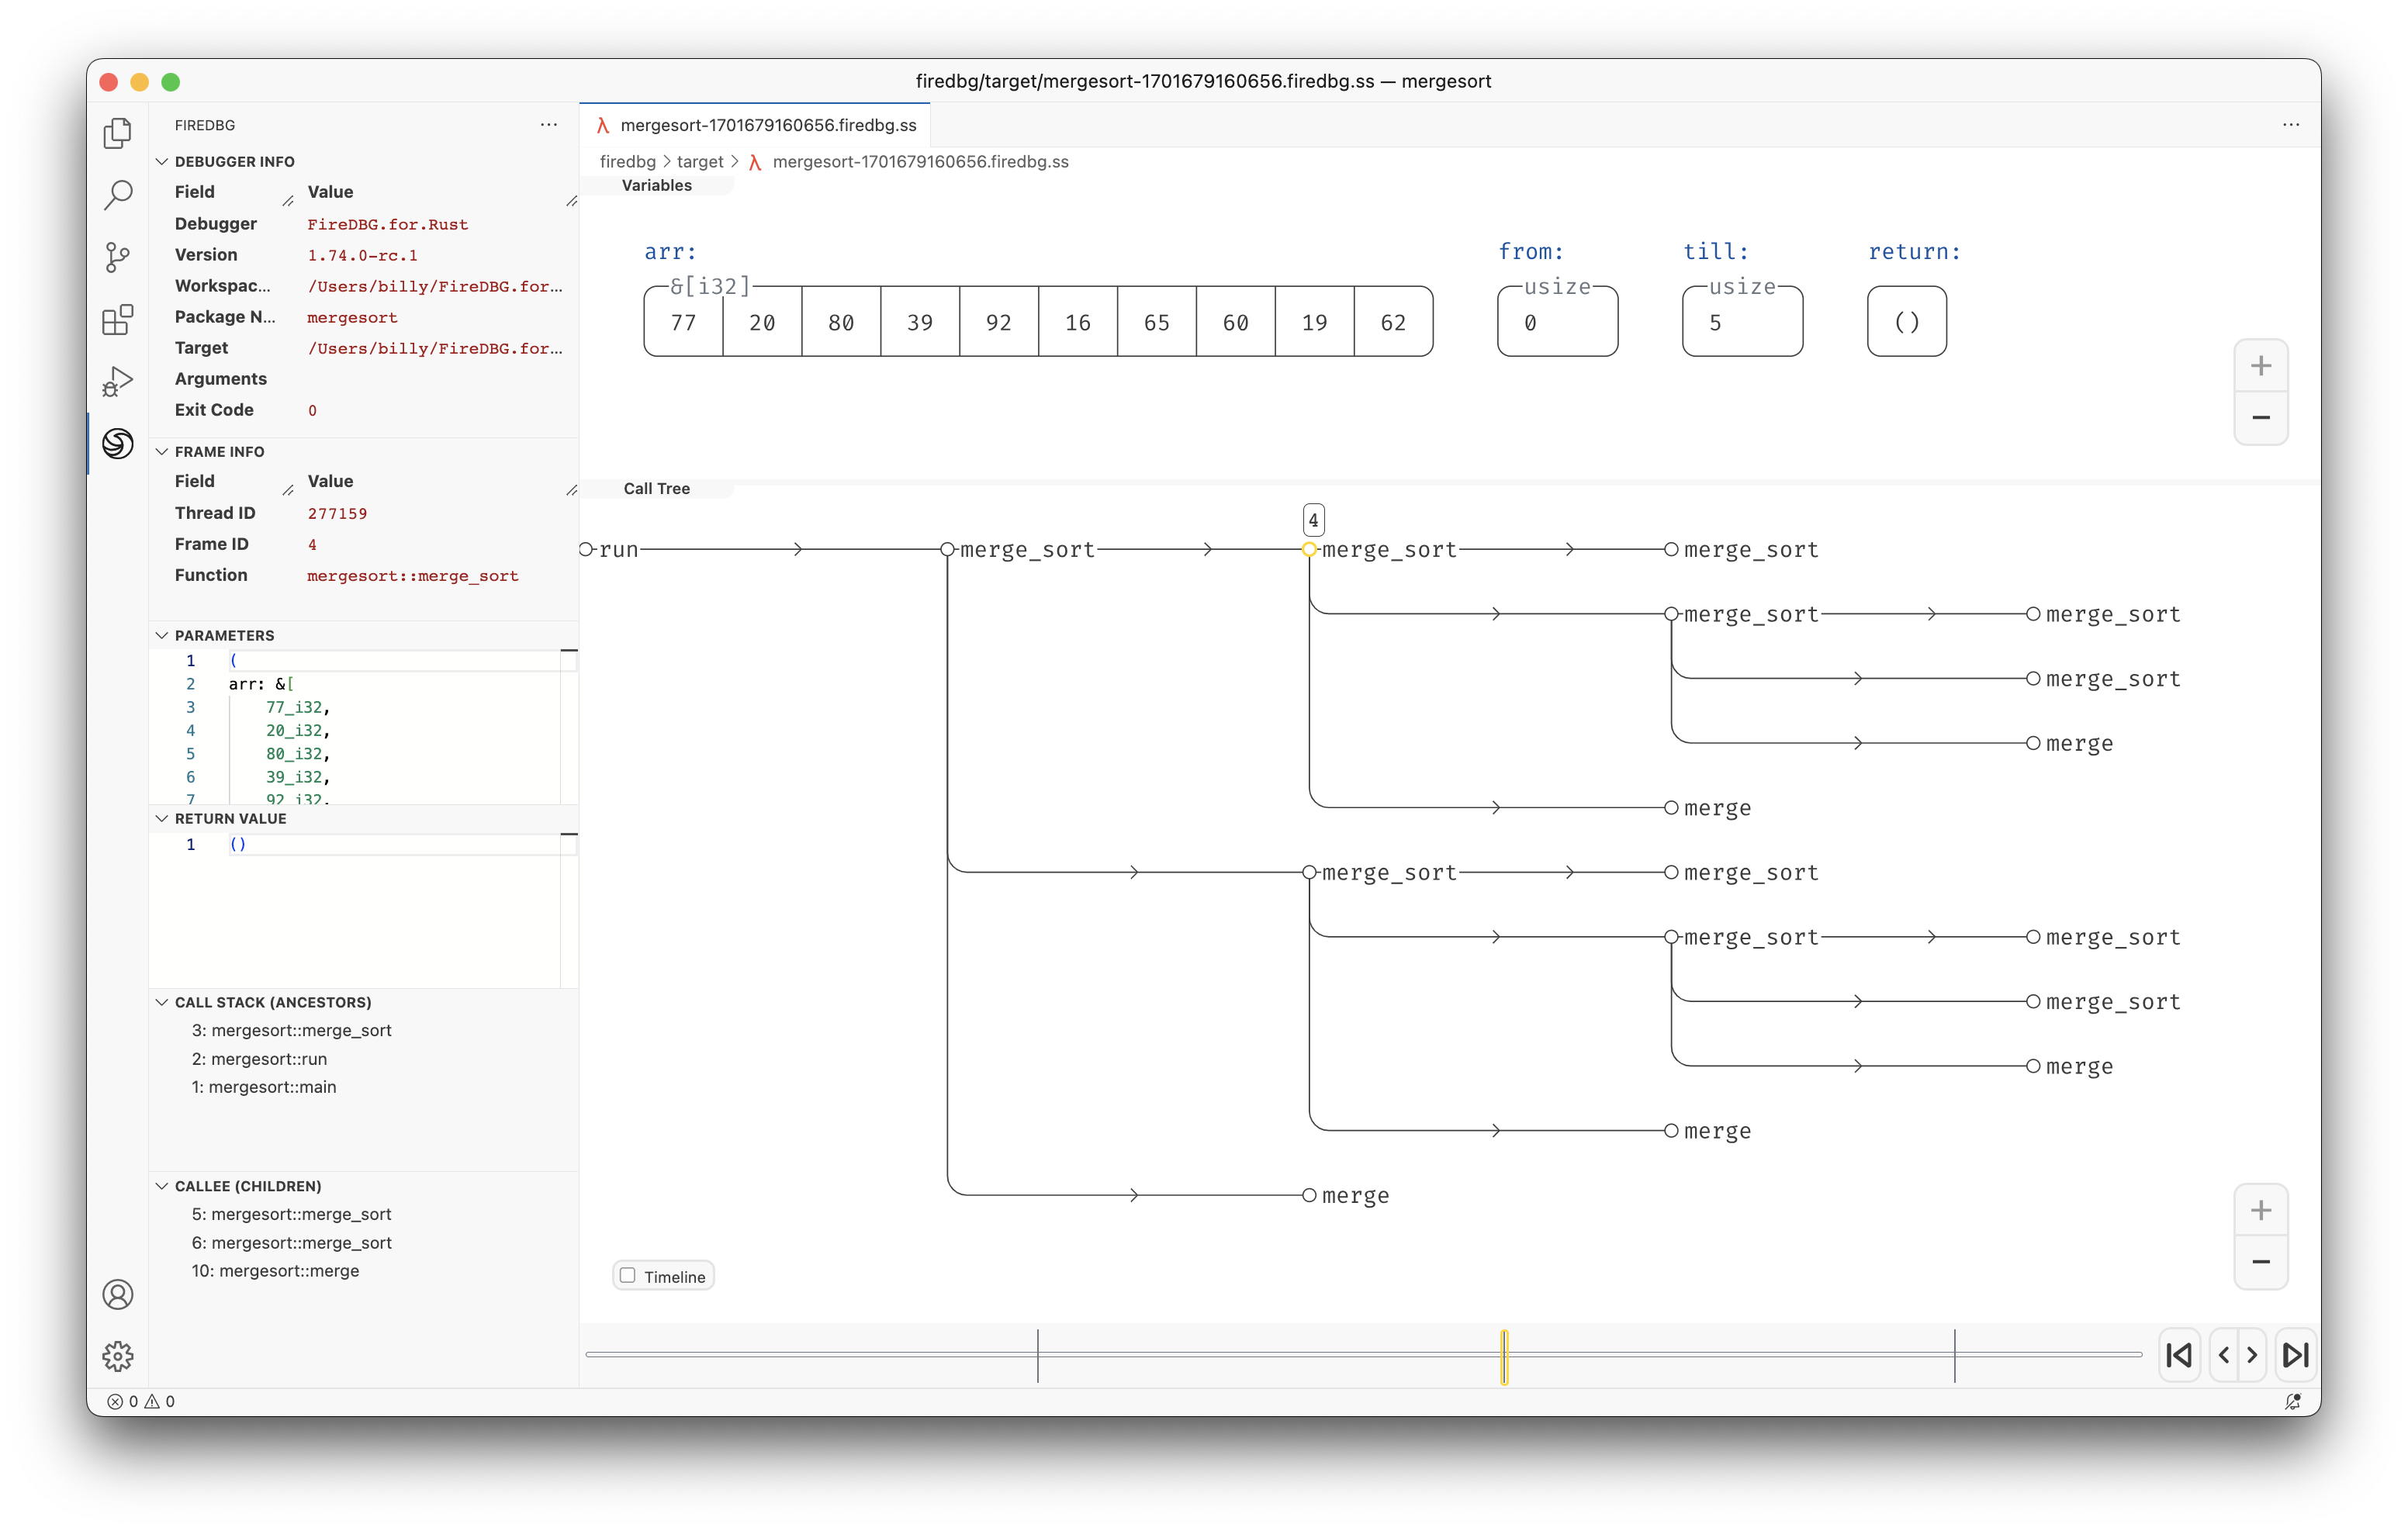 firedbg/target/mergesort-1701679160656.firedbg.ss — mergesort
FIREDBG
DEBUGGER INFO
Field Value
Debugger FireDBG.for.Rust
Version 1.74.0-rc.1
Workspac... /Users/billy/FireDBG.for...
Package N... mergesort
Target /Users/billy/FireDBG.for...
Arguments
Exit Code 0
FRAME INFO
Field Value
Thread ID 277159
Frame ID 4
Function mergesort::merge_sort
PARAMETERS
1 (
2 arr: &[
3 77_i32,
4 20_i32,
5 80_i32,
6 39_i32,
7 92_i32,
RETURN VALUE
1 ()
CALL STACK (ANCESTORS)
3: mergesort::merge_sort
2: mergesort::run
1: mergesort::main
CALLEE (CHILDREN)
5: mergesort::merge_sort
6: mergesort::merge_sort
10: mergesort::merge
0 0
mergesort-1701679160656.firedbg.ss
firedbg > target > mergesort-1701679160656.firedbg.ss
Variables
arr: from: till: return:
&[i32] usize usize
77 20 80 39 92 16 65 60 19 62 0 5 ()
Call Tree
4
run merge_sort merge_sort merge_sort
merge_sort merge_sort
merge_sort
merge
merge
merge_sort merge_sort
merge_sort merge_sort
merge_sort
merge
merge
merge
Timeline